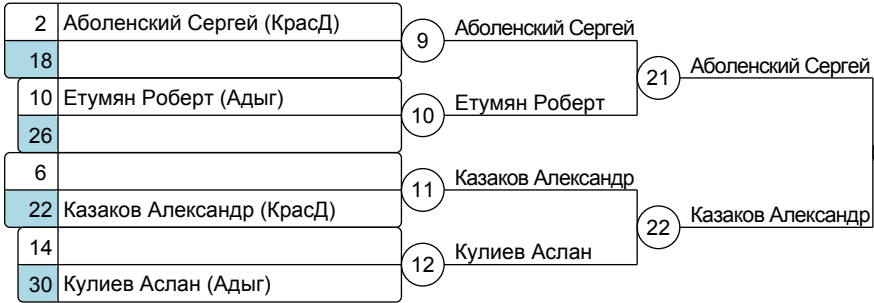 2 Аболенский Сергей (КрасД)
18
10 Етумян Роберт (Адыг)
26
6
22 Казаков Александр (КрасД)
14
30 Кулиев Аслан (Адыг)
9 Аболенский Сергей
10 Етумян Роберт
11 Казаков Александр
12 Кулиев Аслан
21 Аболенский Сергей
22 Казаков Александр